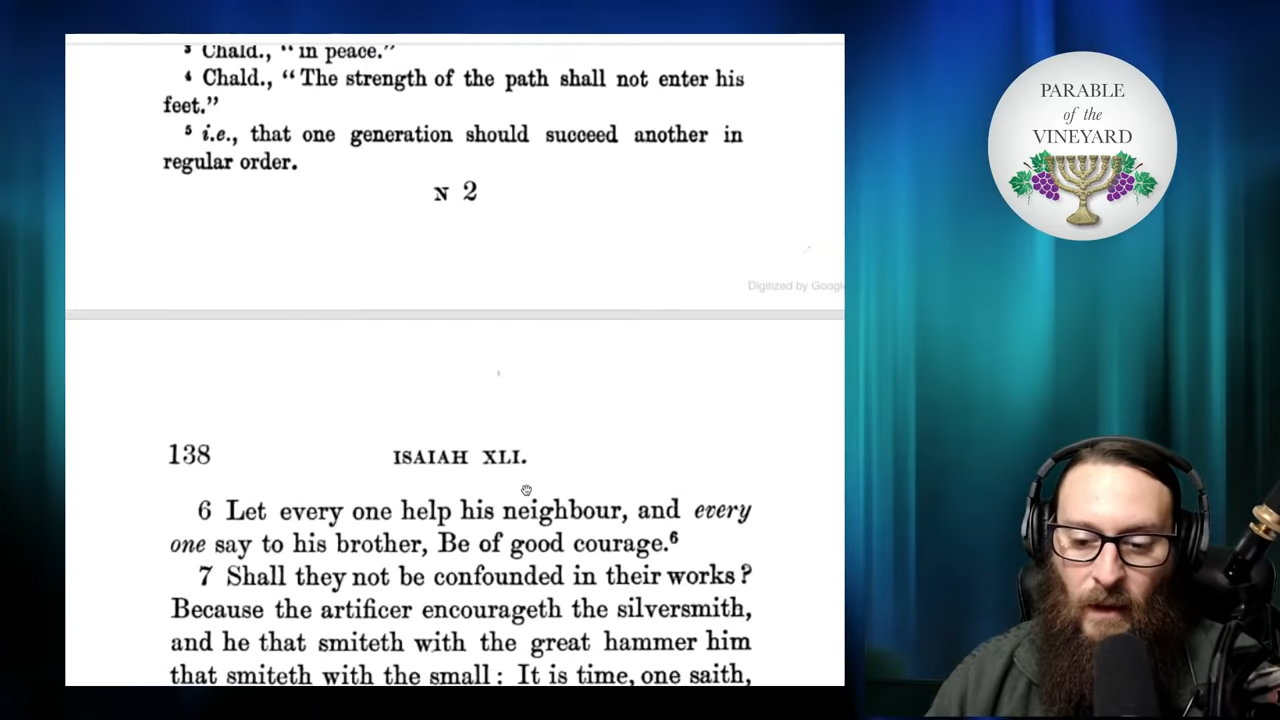 ³ Chald., “in peace.”
⁴ Chald., “The strength of the path shall not enter his
feet.”
⁵ i.e., that one generation should succeed another in
regular order.
N 2
Digitized by Googl
138
ISAIAH XLI.
6 Let every one help his neighbour, and every
one say to his brother, Be of good courage.⁶
7 Shall they not be confounded in their works?
Because the artificer encourageth the silversmith,
and he that smiteth with the great hammer him
that smiteth with the small: It is time, one saith,
PARABLE
of the
VINEYARD